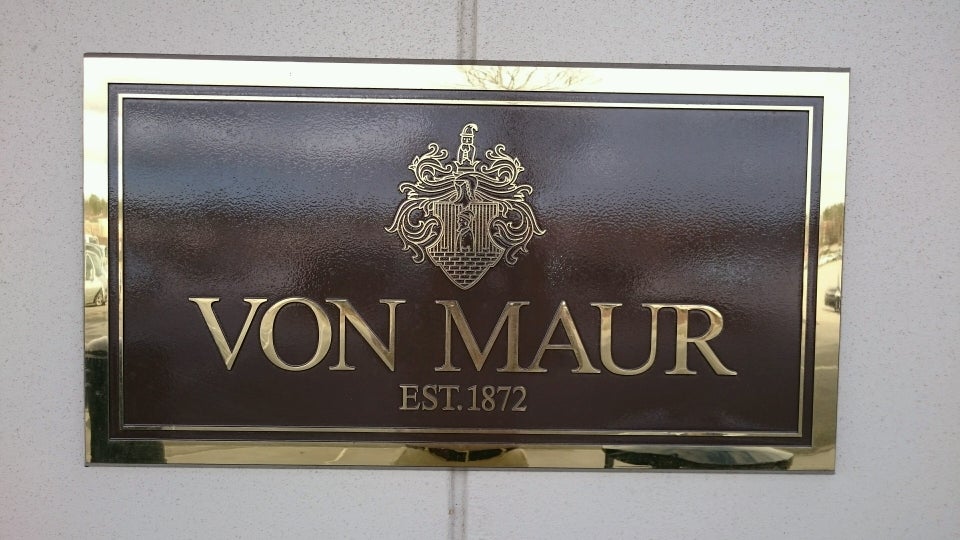 VON MAUR
EST. 1872